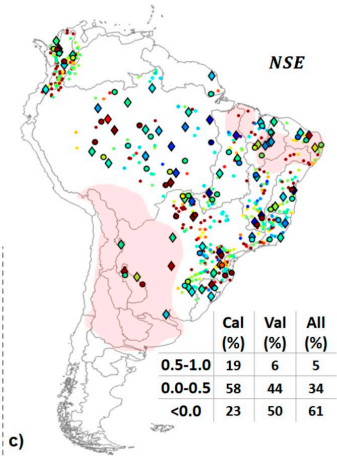 NSE
Cal Val All
(%) (%) (%)
0.5-1.0 19 6 5
0.0-0.5 58 44 34
<0.0 23 50 61
c)